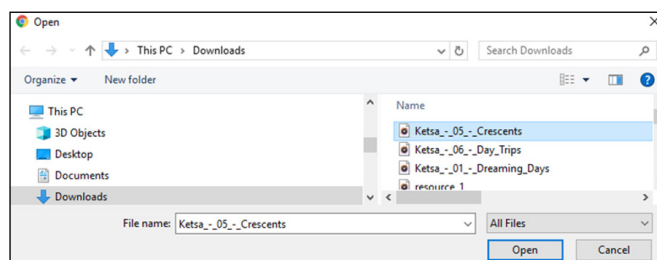 Open
This PC > Downloads
Search Downloads
Organize
New folder
This PC
3D Objects
Desktop
Documents
Downloads
Name
Ketsa_-_05_-_Crescents
Ketsa_-_06_-_Day_Trips
Ketsa_-_01_-_Dreaming_Days
resource_1
File name: Ketsa_-_05_-_Crescents
All Files
Open
Cancel